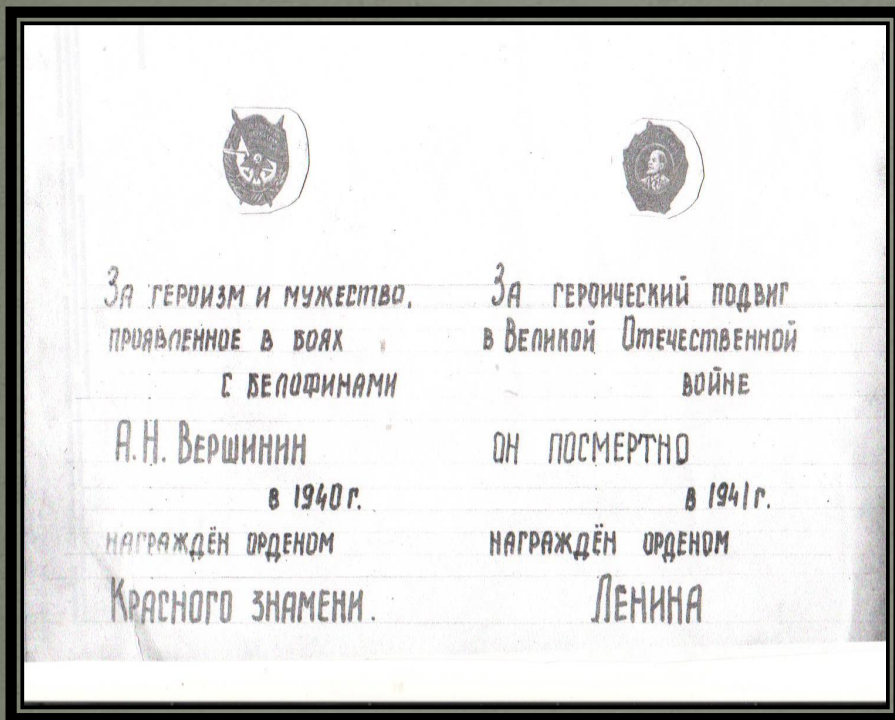 За героизм и мужество,
проявленное в боях
с белофинами
А.Н. Вершинин
в 1940 г.
награждён орденом
Красного знамени.
За героический подвиг
в Великой Отечественной
войне
он посмертно
в 1941 г.
награждён орденом
Ленина